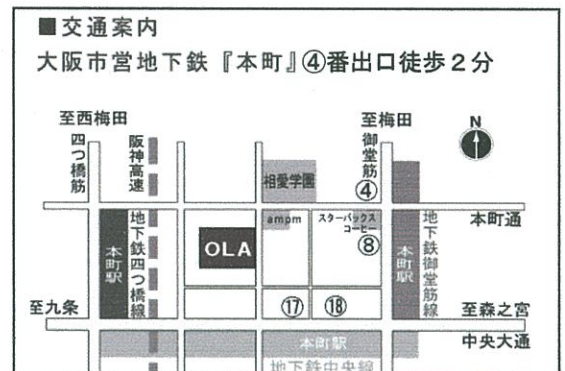 ■交通案内
大阪市営地下鉄『本町』④番出口徒歩２分
至西梅田
至梅田
N
四つ橋筋
阪神高速
御堂筋
相愛学園
④
本町通
ampm
スターバックス
コーヒー
⑧
本町駅
地下鉄四つ橋線
OLA
本町駅
地下鉄御堂筋線
至九条
⑰
⑱
至森之宮
中央大通
本町駅
地下鉄中央線